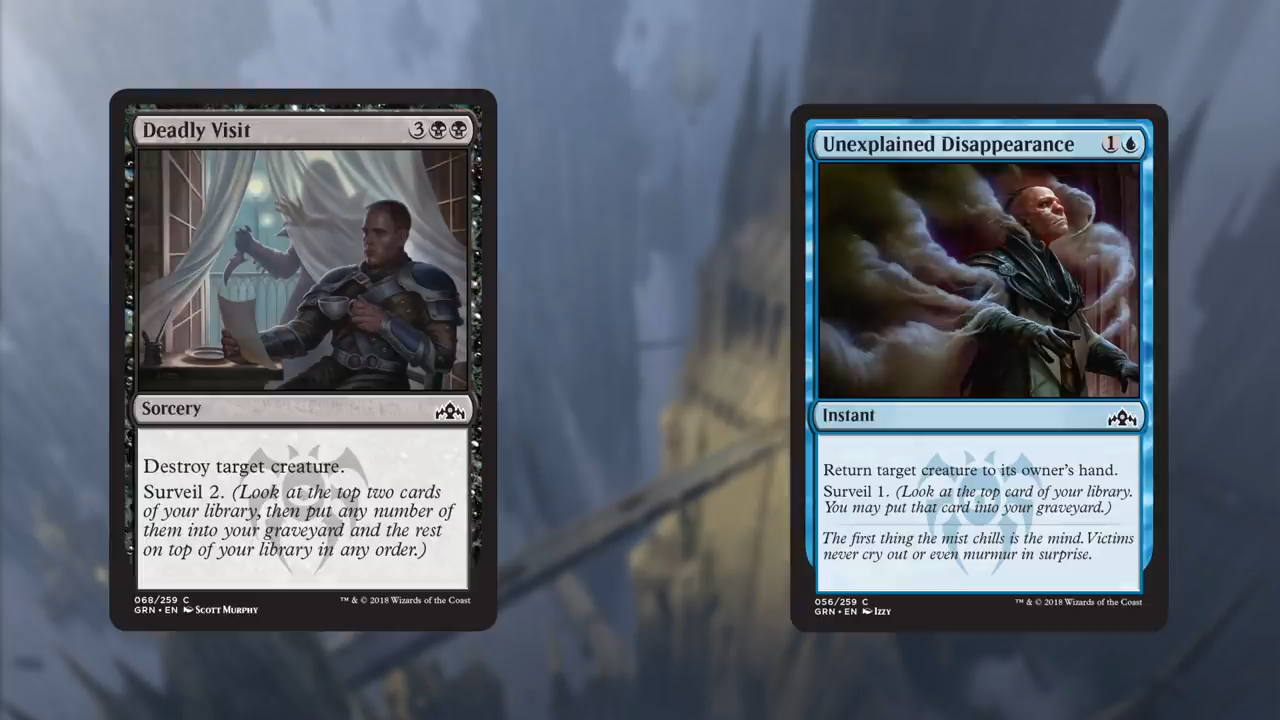 Deadly Visit 3
Sorcery
Destroy target creature.
Surveil 2. (Look at the top two cards
of your library, then put any number of
them into your graveyard and the rest
on top of your library in any order.)
068/259 C
GRN • EN Scott Murphy
™ & © 2018 Wizards of the Coast
Unexplained Disappearance 1
Instant
Return target creature to its owner's hand.
Surveil 1. (Look at the top card of your library.
You may put that card into your graveyard.)
The first thing the mist chills is the mind. Victims
never cry out or even murmur in surprise.
056/259 C
GRN • EN Izzy
™ & © 2018 Wizards of the Coast